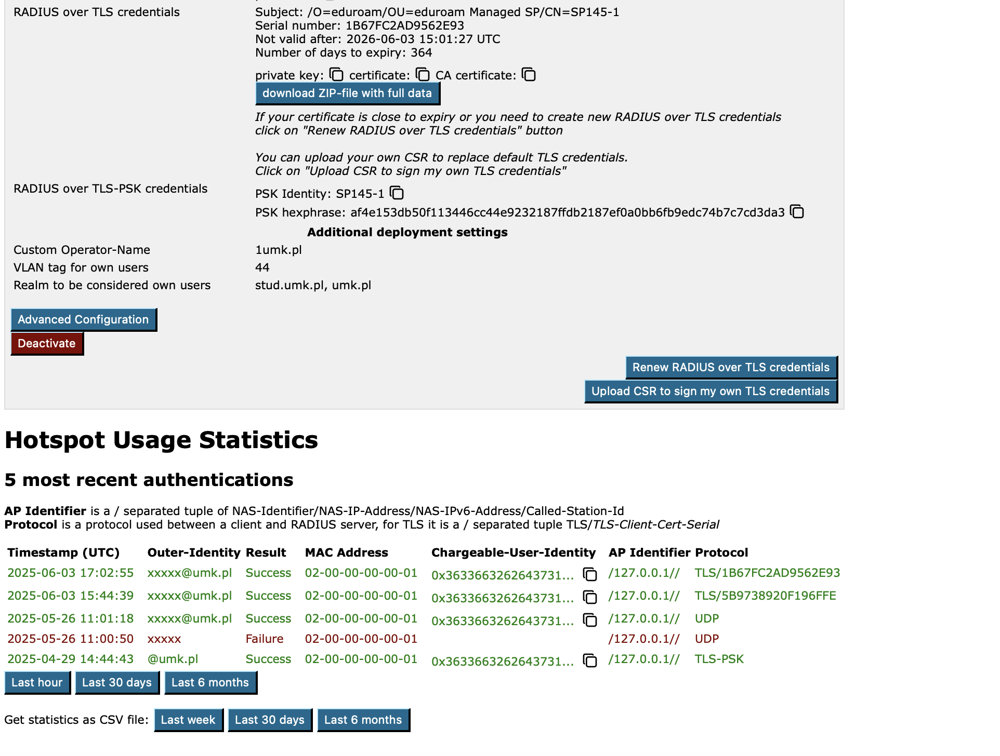 RADIUS over TLS credentials
Subject: /O=eduroam/OU=eduroam Managed SP/CN=SP145-1
Serial number: 1B67FC2AD9562E93
Not valid after: 2026-06-03 15:01:27 UTC
Number of days to expiry: 364
private key: certificate: CA certificate:
download ZIP-file with full data
If your certificate is close to expiry or you need to create new RADIUS over TLS credentials
click on "Renew RADIUS over TLS credentials" button
You can upload your own CSR to replace default TLS credentials.
Click on "Upload CSR to sign my own TLS credentials"
RADIUS over TLS-PSK credentials
PSK Identity: SP145-1
PSK hexphrase: af4e153db50f113446cc44e9232187ffdb2187ef0a0bb6fb9edc74b7c7cd3da3
Additional deployment settings
Custom Operator-Name 1umk.pl
VLAN tag for own users 44
Realm to be considered own users stud.umk.pl, umk.pl
Advanced Configuration
Deactivate
Renew RADIUS over TLS credentials
Upload CSR to sign my own TLS credentials
Hotspot Usage Statistics
5 most recent authentications
AP Identifier is a / separated tuple of NAS-Identifier/NAS-IP-Address/NAS-IPv6-Address/Called-Station-Id
Protocol is a protocol used between a client and RADIUS server, for TLS it is a / separated tuple TLS/TLS-Client-Cert-Serial
Timestamp (UTC) Outer-Identity Result MAC Address Chargeable-User-Identity AP Identifier Protocol
2025-06-03 17:02:55 xxxxx@umk.pl Success 02-00-00-00-00-01 0x3633663262643731... /127.0.0.1// TLS/1B67FC2AD9562E93
2025-06-03 15:44:39 xxxxx@umk.pl Success 02-00-00-00-00-01 0x3633663262643731... /127.0.0.1// TLS/5B9738920F196FFE
2025-05-26 11:01:18 xxxxx@umk.pl Success 02-00-00-00-00-01 0x3633663262643731... /127.0.0.1// UDP
2025-05-26 11:00:50 xxxxx Failure 02-00-00-00-00-01 /127.0.0.1// UDP
2025-04-29 14:44:43 @umk.pl Success 02-00-00-00-00-01 0x3633663262643731... /127.0.0.1// TLS-PSK
Last hour Last 30 days Last 6 months
Get statistics as CSV file: Last week Last 30 days Last 6 months